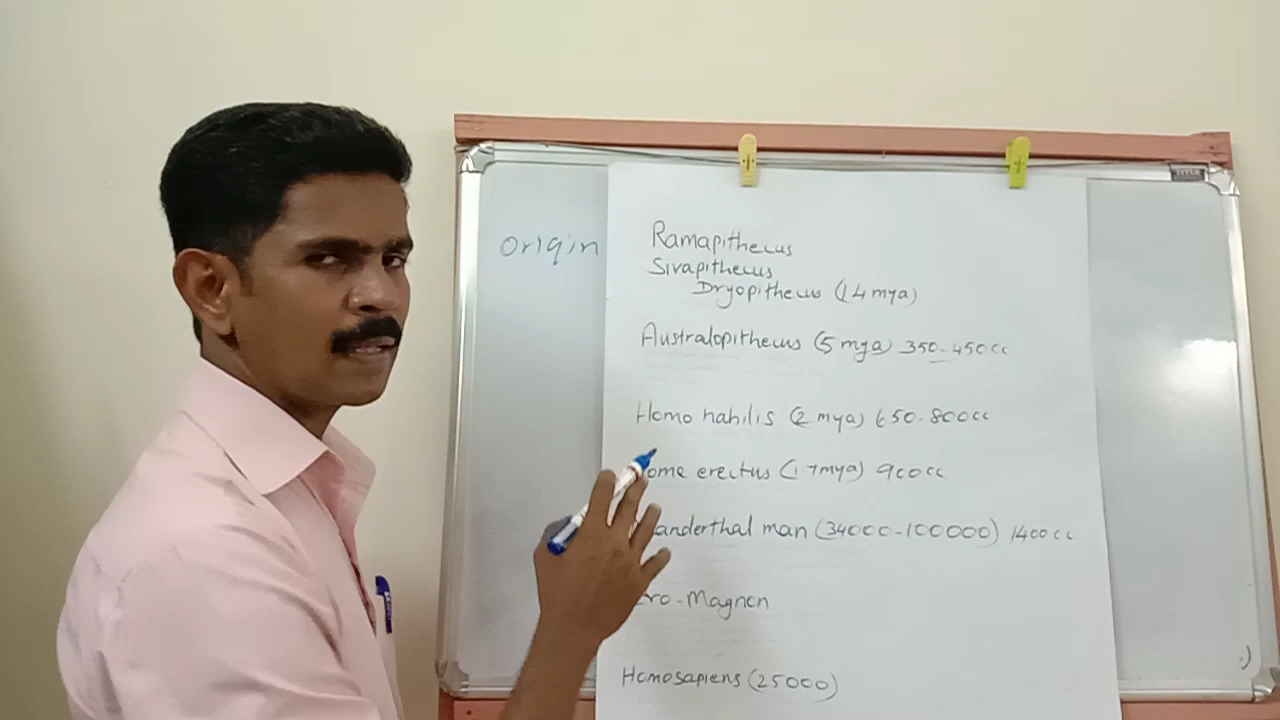 Origin
Ramapithecus
Sivapithecus
Dryopithecus (14 mya)
Australopithecus (5 mya) 350-450cc
Homo habilis (2 mya) 650-800cc
ome erectus (1.7mya) 900cc
anderthal man (34000-100000) 1400cc
ro-Magnon
Homosapiens (25000)